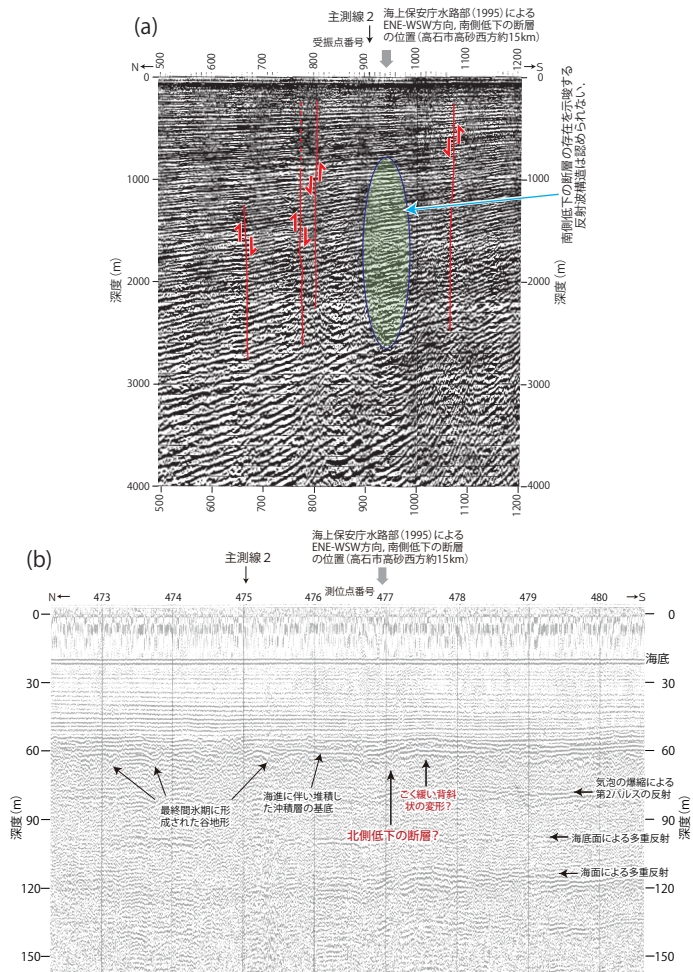 (a)
主測線２
海上保安庁水路部（1995）による
ENE-WSW方向, 南側低下の断層
の位置（高石市高砂西方約15km）
受振点番号
N
S
500 600 700 800 900 1000 1100 1200
0
1000
2000
3000
4000
深度（m）
0
1000
2000
3000
4000
深度（m）
南側低下の断層の存在を示唆する
反射波構造は認められない．
500 600 700 800 900 1000 1100 1200
(b)
海上保安庁水路部（1995）による
ENE-WSW方向, 南側低下の断層
の位置（高石市高砂西方約15km）
主測線２
測位点番号
N
S
473 474 475 476 477 478 479 480
0
30
60
90
120
150
深度（m）
0
海底
30
60
90
120
150
深度（m）
最終間氷期に形
成された谷地形
海進に伴い堆積し
た沖積層の基底
北側低下の断層？
ごく緩い背斜
状の変形？
気泡の爆縮による
第2パルスの反射
海底面による多重反射
海面による多重反射